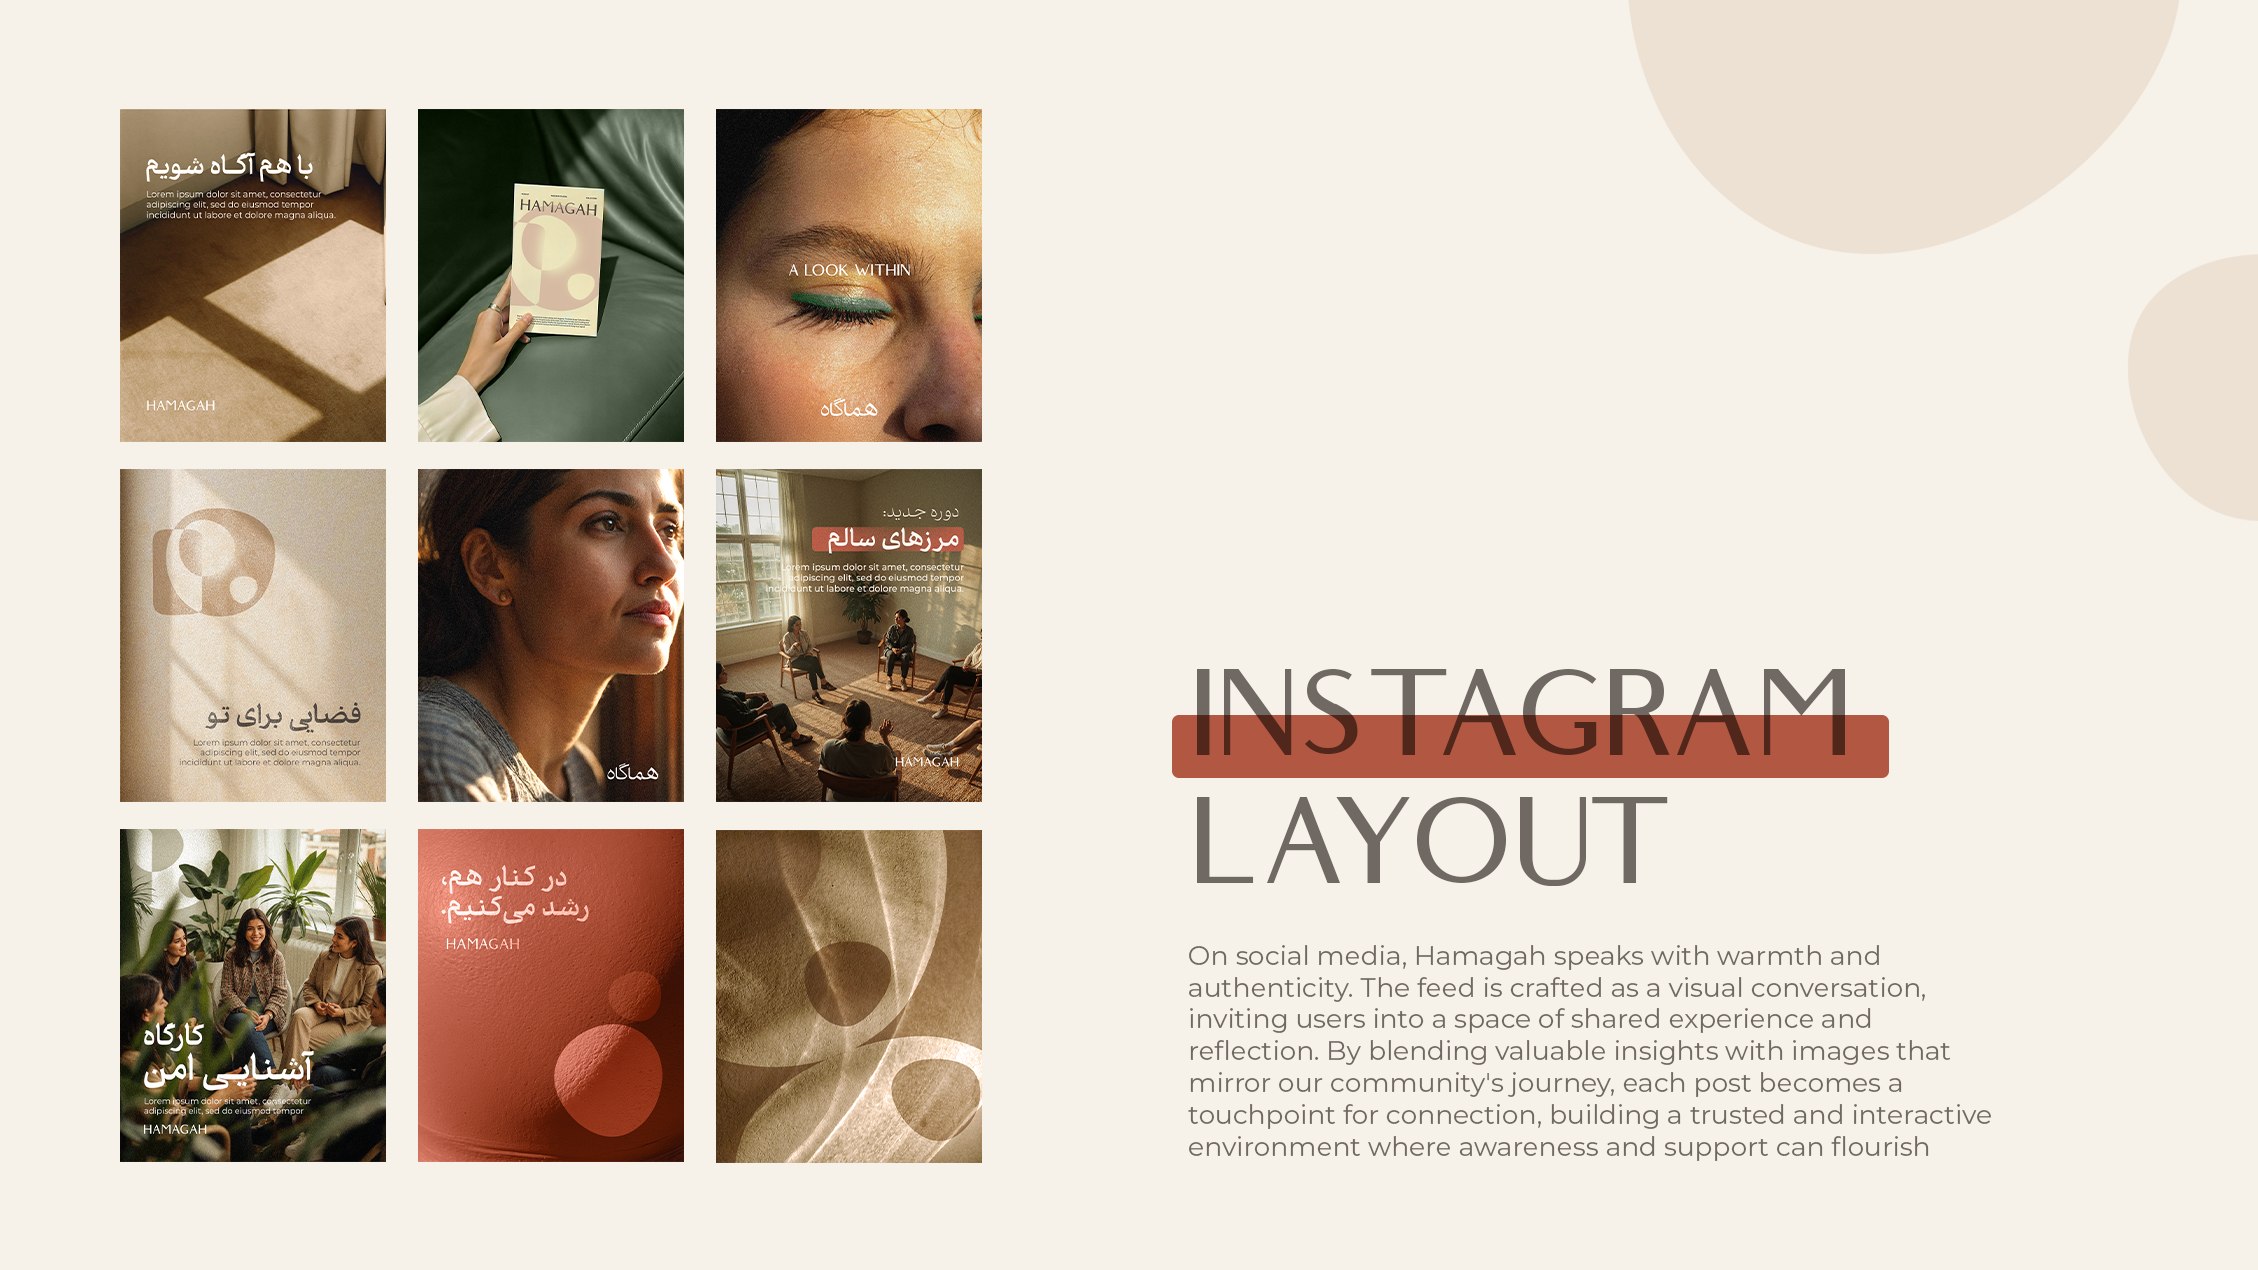 با هم آگاه شویم
Lorem ipsum dolor sit amet, consectetur
adipiscing elit, sed do eiusmod tempor
incididunt ut labore et dolore magna aliqua.
HAMAGAH
HAMAGAH
A LOOK WITHIN
هماگاه
فضایی برای تو
Lorem ipsum dolor sit amet, consectetur
adipiscing elit, sed do eiusmod tempor
incididunt ut labore et dolore magna aliqua.
هماگاه
دوره جدید:
مرزهای سالم
Lorem ipsum dolor sit amet, consectetur
adipiscing elit, sed do eiusmod tempor
incididunt ut labore et dolore magna aliqua.
HAMAGAH
کارگاه
آشنایی امن
Lorem ipsum dolor sit amet, consectetur
adipiscing elit, sed do eiusmod tempor
HAMAGAH
در کنار هم،
رشد می‌کنیم.
HAMAGAH
INSTAGRAM
LAYOUT
On social media, Hamagah speaks with warmth and
authenticity. The feed is crafted as a visual conversation,
inviting users into a space of shared experience and
reflection. By blending valuable insights with images that
mirror our community's journey, each post becomes a
touchpoint for connection, building a trusted and interactive
environment where awareness and support can flourish